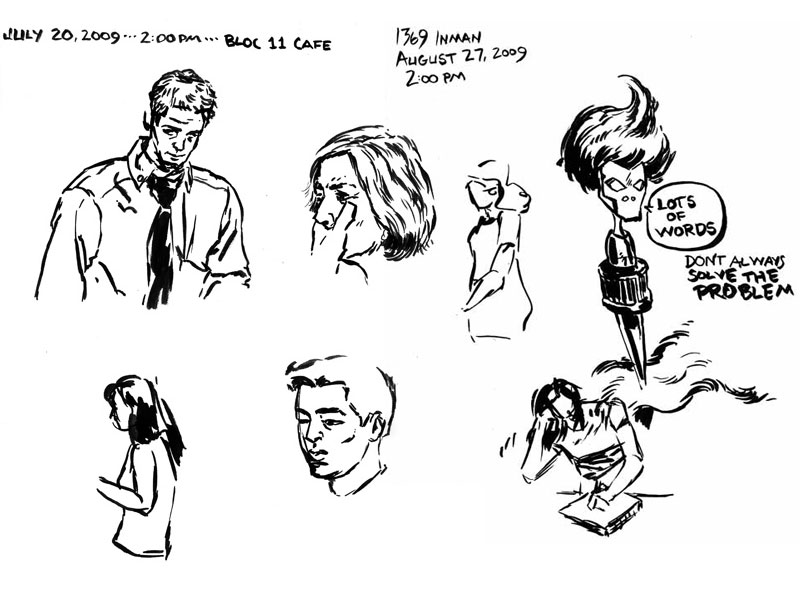 JULY 20, 2009 ... 2:00 PM ... BLOC 11 CAFE
1369 INMAN
AUGUST 27, 2009
2:00 PM
LOTS
OF
WORDS
DONT ALWAYS
SOLVE THE
PROBLEM